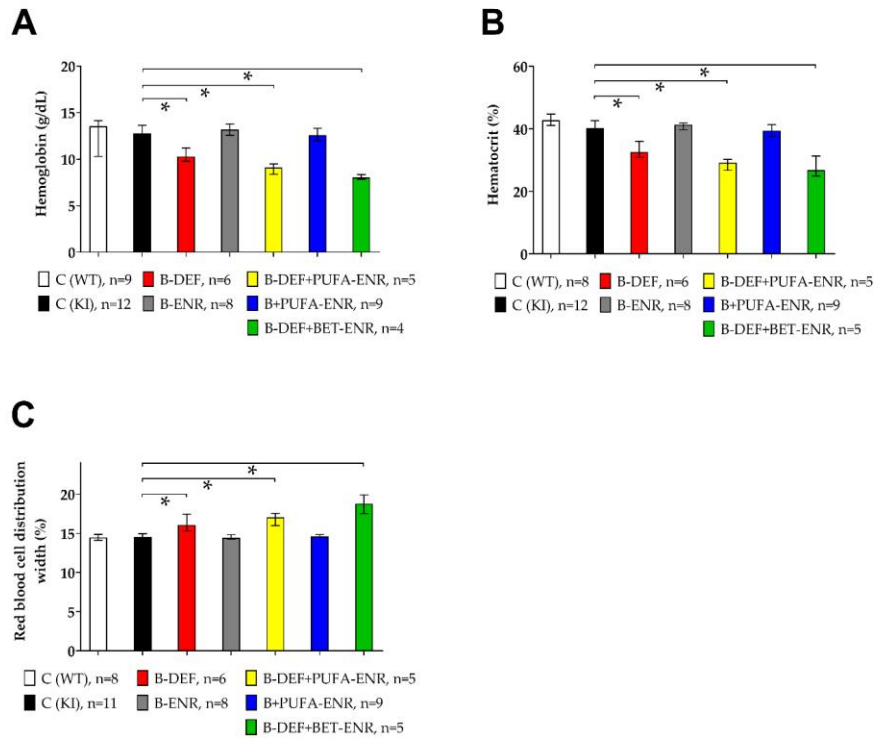 A
Hemoglobin (g/dL)
20
15
10
5
0
*
*
*
C (WT), n=9 B-DEF, n=6 B-DEF+PUFA-ENR, n=5
C (KI), n=12 B-ENR, n=8 B+PUFA-ENR, n=9
B-DEF+BET-ENR, n=4
B
Hematocrit (%)
60
40
20
0
*
*
*
C (WT), n=8 B-DEF, n=6 B-DEF+PUFA-ENR, n=5
C (KI), n=12 B-ENR, n=8 B+PUFA-ENR, n=9
B-DEF+BET-ENR, n=5
C
Red blood cell distribution
width (%)
20
15
10
5
0
*
*
*
C (WT), n=8 B-DEF, n=6 B-DEF+PUFA-ENR, n=5
C (KI), n=11 B-ENR, n=8 B+PUFA-ENR, n=9
B-DEF+BET-ENR, n=5